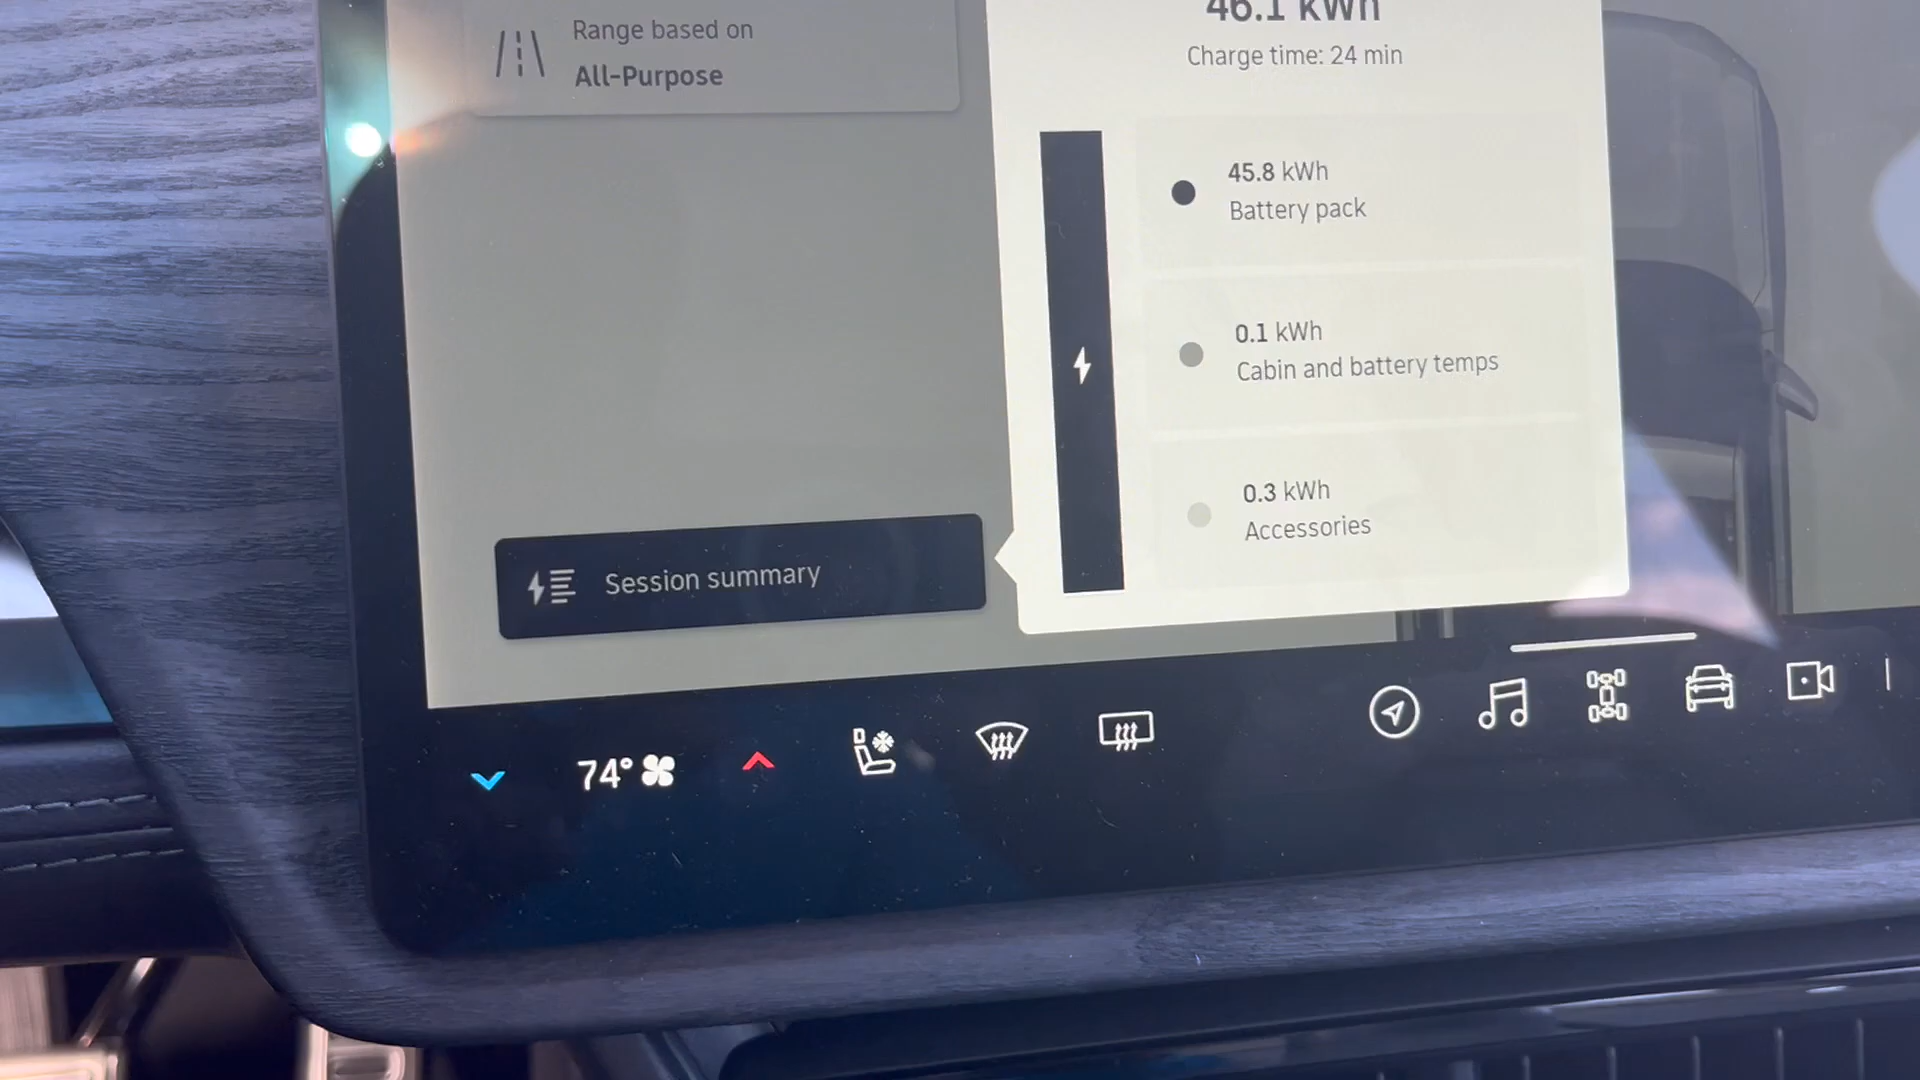 Range based on
All-Purpose
46.1 kWh
Charge time: 24 min
45.8 kWh
Battery pack
0.1 kWh
Cabin and battery temps
0.3 kWh
Accessories
Session summary
74°